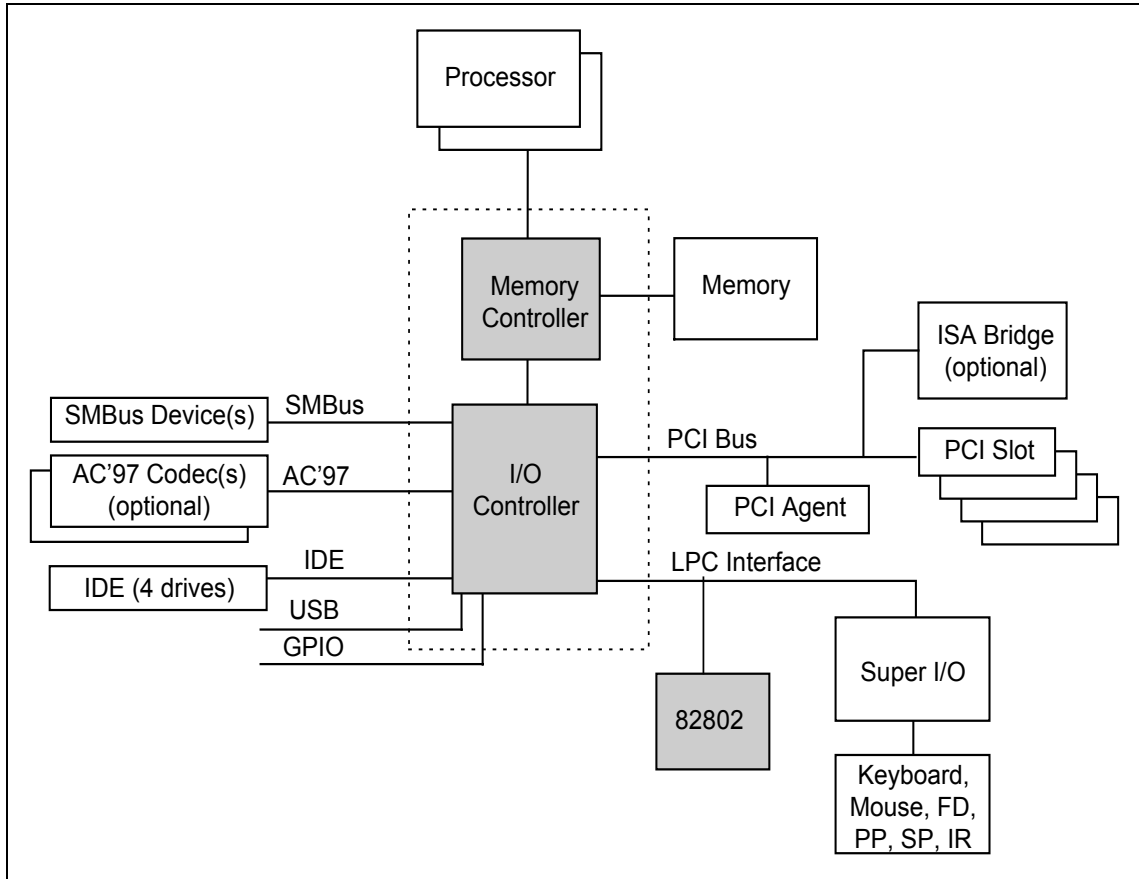 Processor
Memory
Controller
Memory
ISA Bridge
(optional)
SMBus Device(s)
SMBus
AC’97 Codec(s)
(optional)
AC’97
I/O
Controller
PCI Bus
PCI Slot
PCI Agent
IDE (4 drives)
IDE
USB
GPIO
LPC Interface
82802
Super I/O
Keyboard,
Mouse, FD,
PP, SP, IR